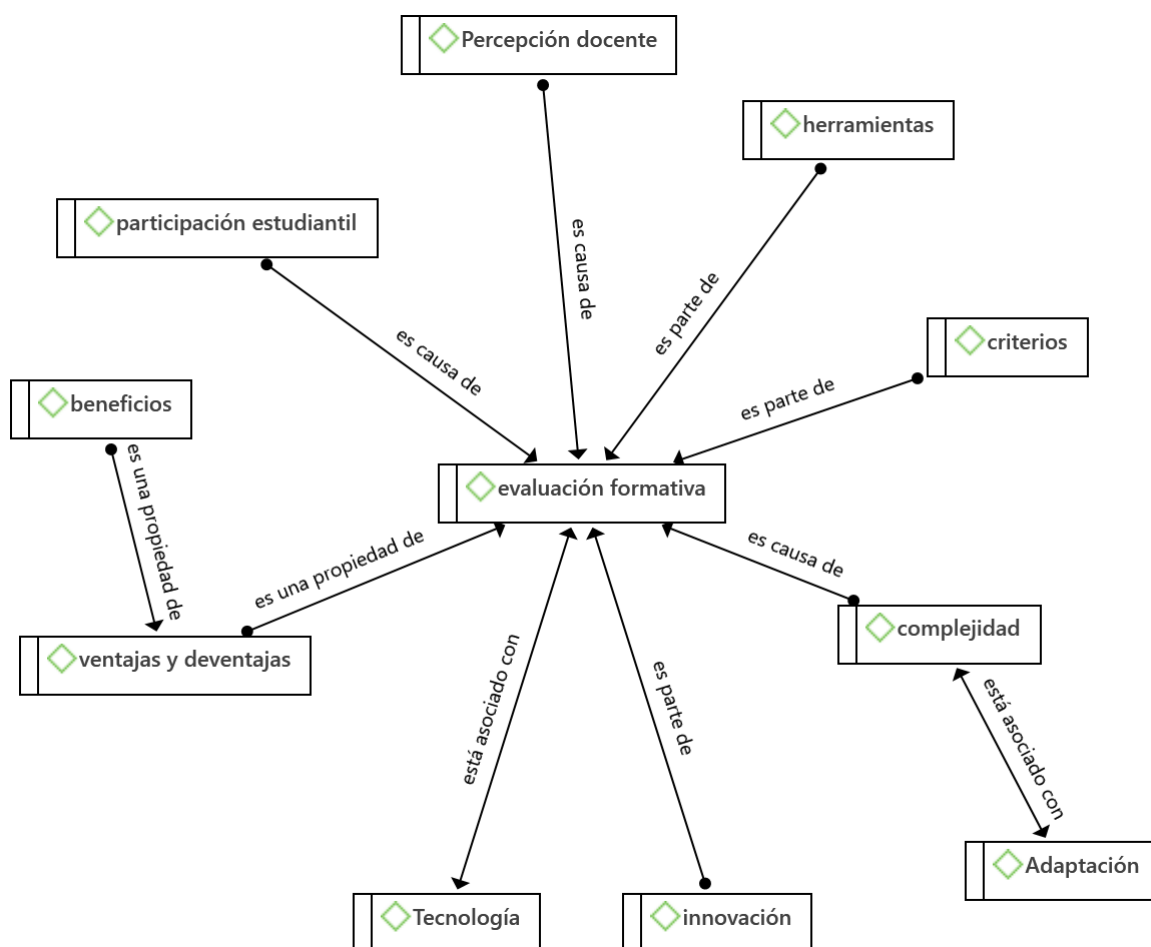 Percepción docente
herramientas
participación estudiantil
es causa de
es parte de
criterios
es causa de
beneficios
es parte de
es una propiedad de
evaluación formativa
es una propiedad de
es causa de
complejidad
ventajas y deventajas
está asociado con
es parte de
está asociado con
Adaptación
Tecnología
innovación